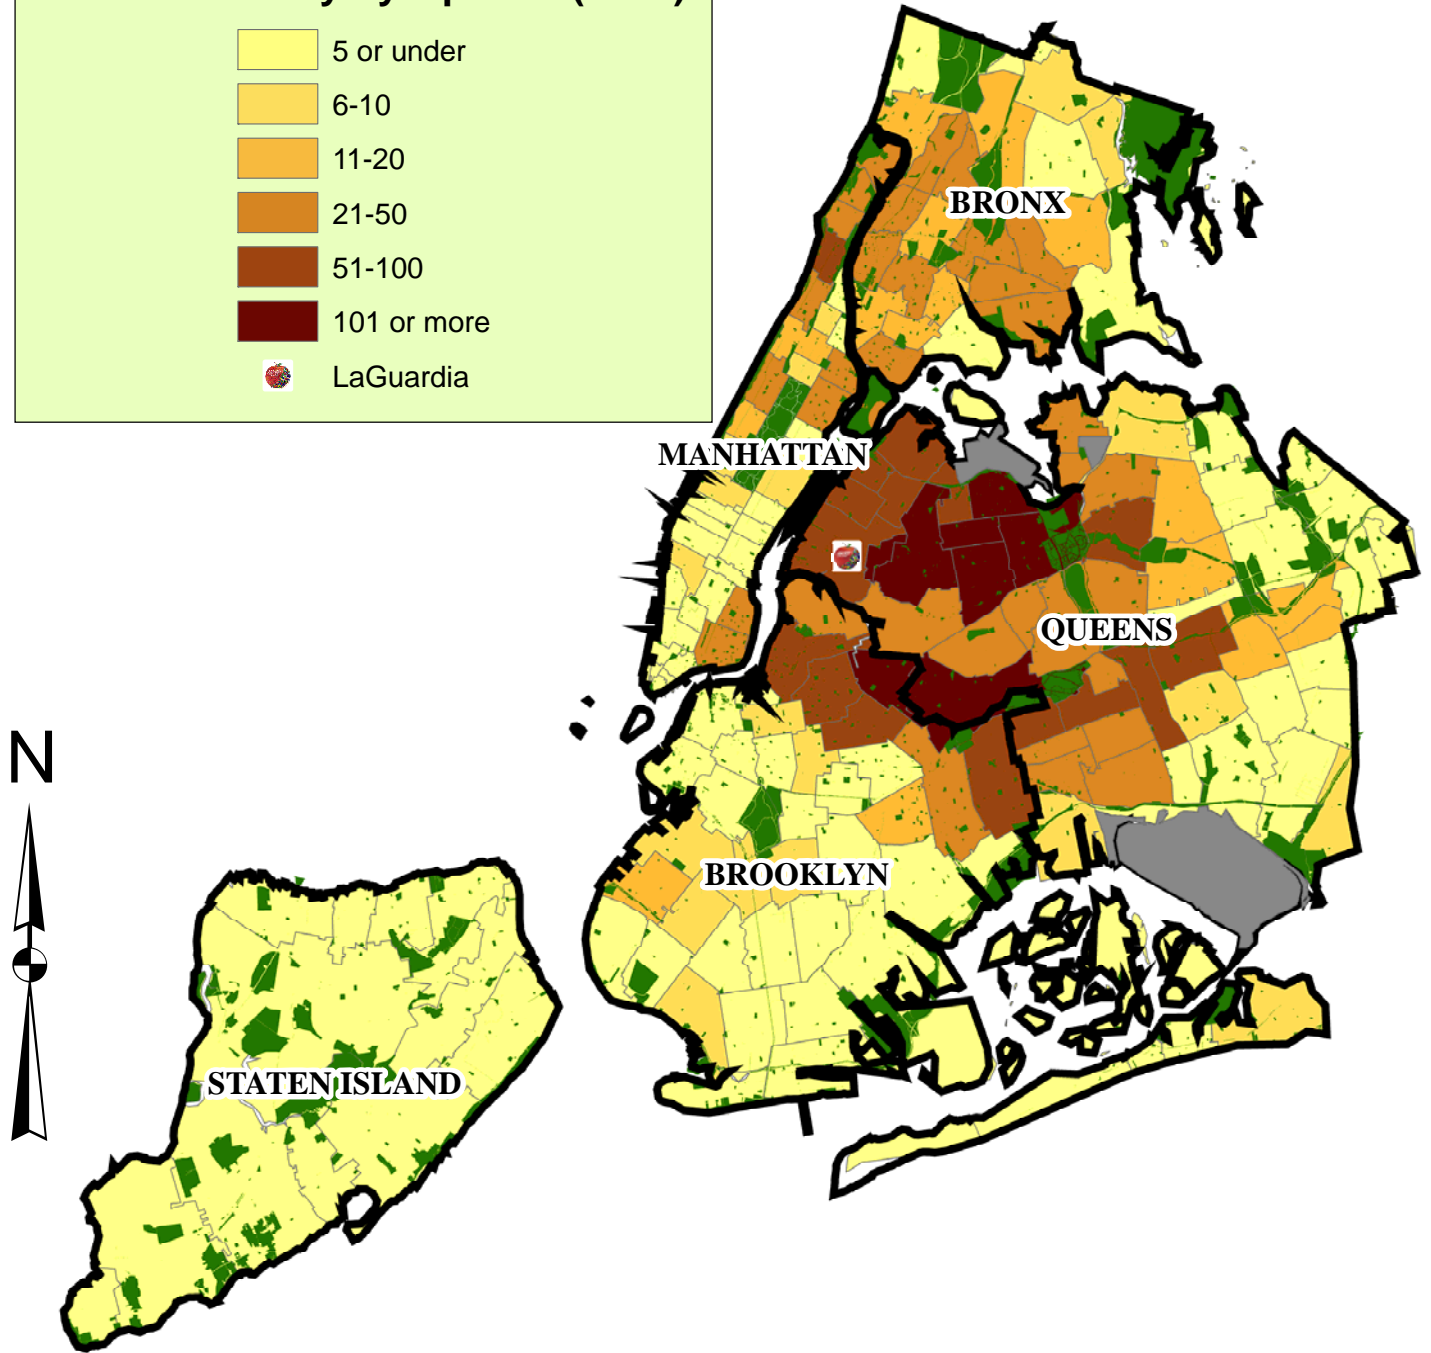 5 or under
6-10
11-20
21-50
51-100
101 or more
LaGuardia
BRONX
MANHATTAN
QUEENS
N
BROOKLYN
STATEN ISLAND